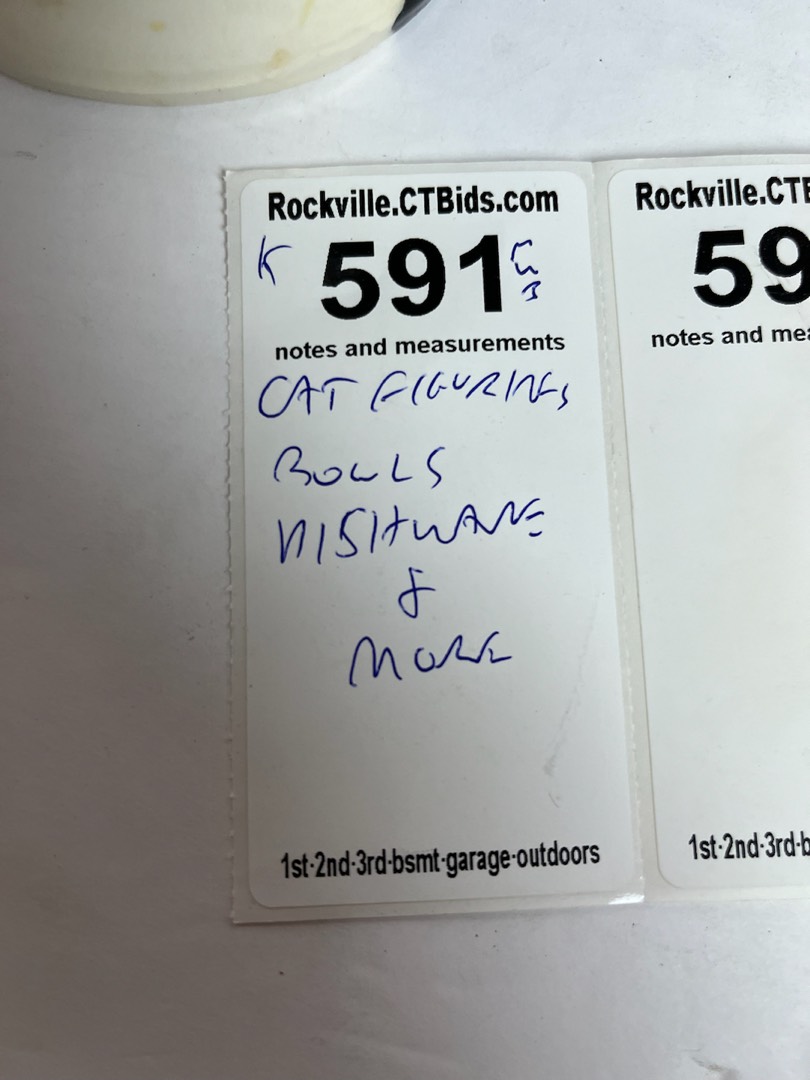 Rockville.CTBids.com
K 591
notes and measurements
CAT FIGURINES
BOWLS
DISHWARE
&
MORE
1st·2nd·3rd·bsmt·garage·outdoors
Rockville.CTB
59
notes and mea
1st·2nd·3rd·b